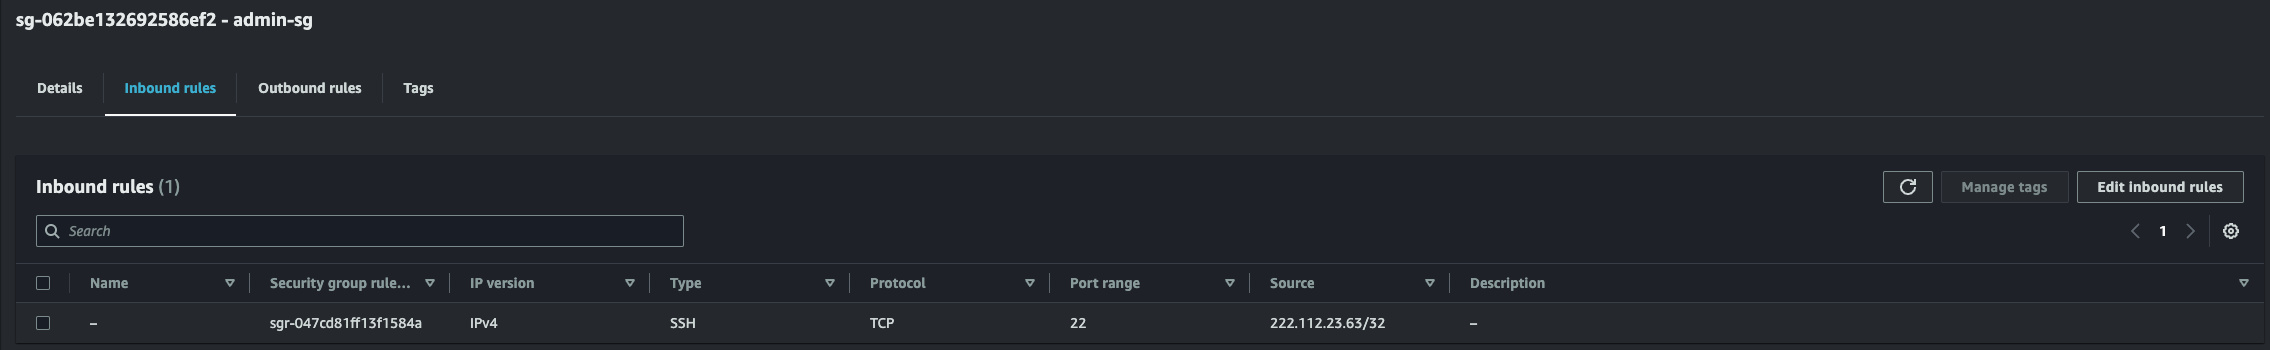 sg-062be132692586ef2 - admin-sg
Details Inbound rules Outbound rules Tags
Inbound rules (1) Manage tags Edit inbound rules
Search 1
Name Security group rule... IP version Type Protocol Port range Source Description
– sgr-047cd81ff13f1584a IPv4 SSH TCP 22 222.112.23.63/32 –